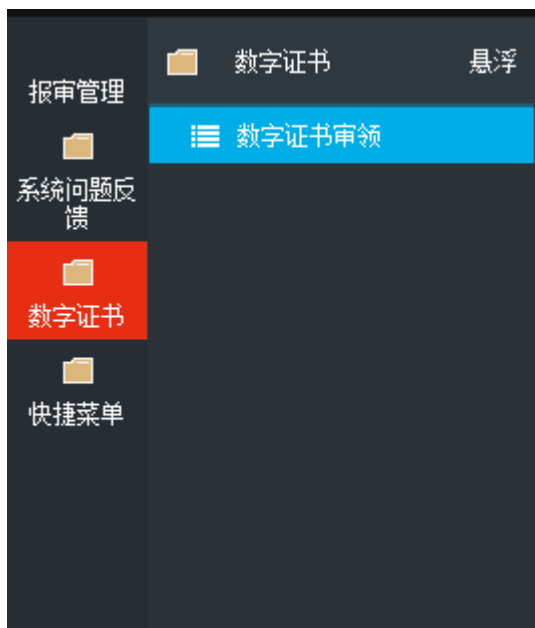 报审管理
系统问题反
馈
数字证书
快捷菜单
数字证书 悬浮
数字证书审领